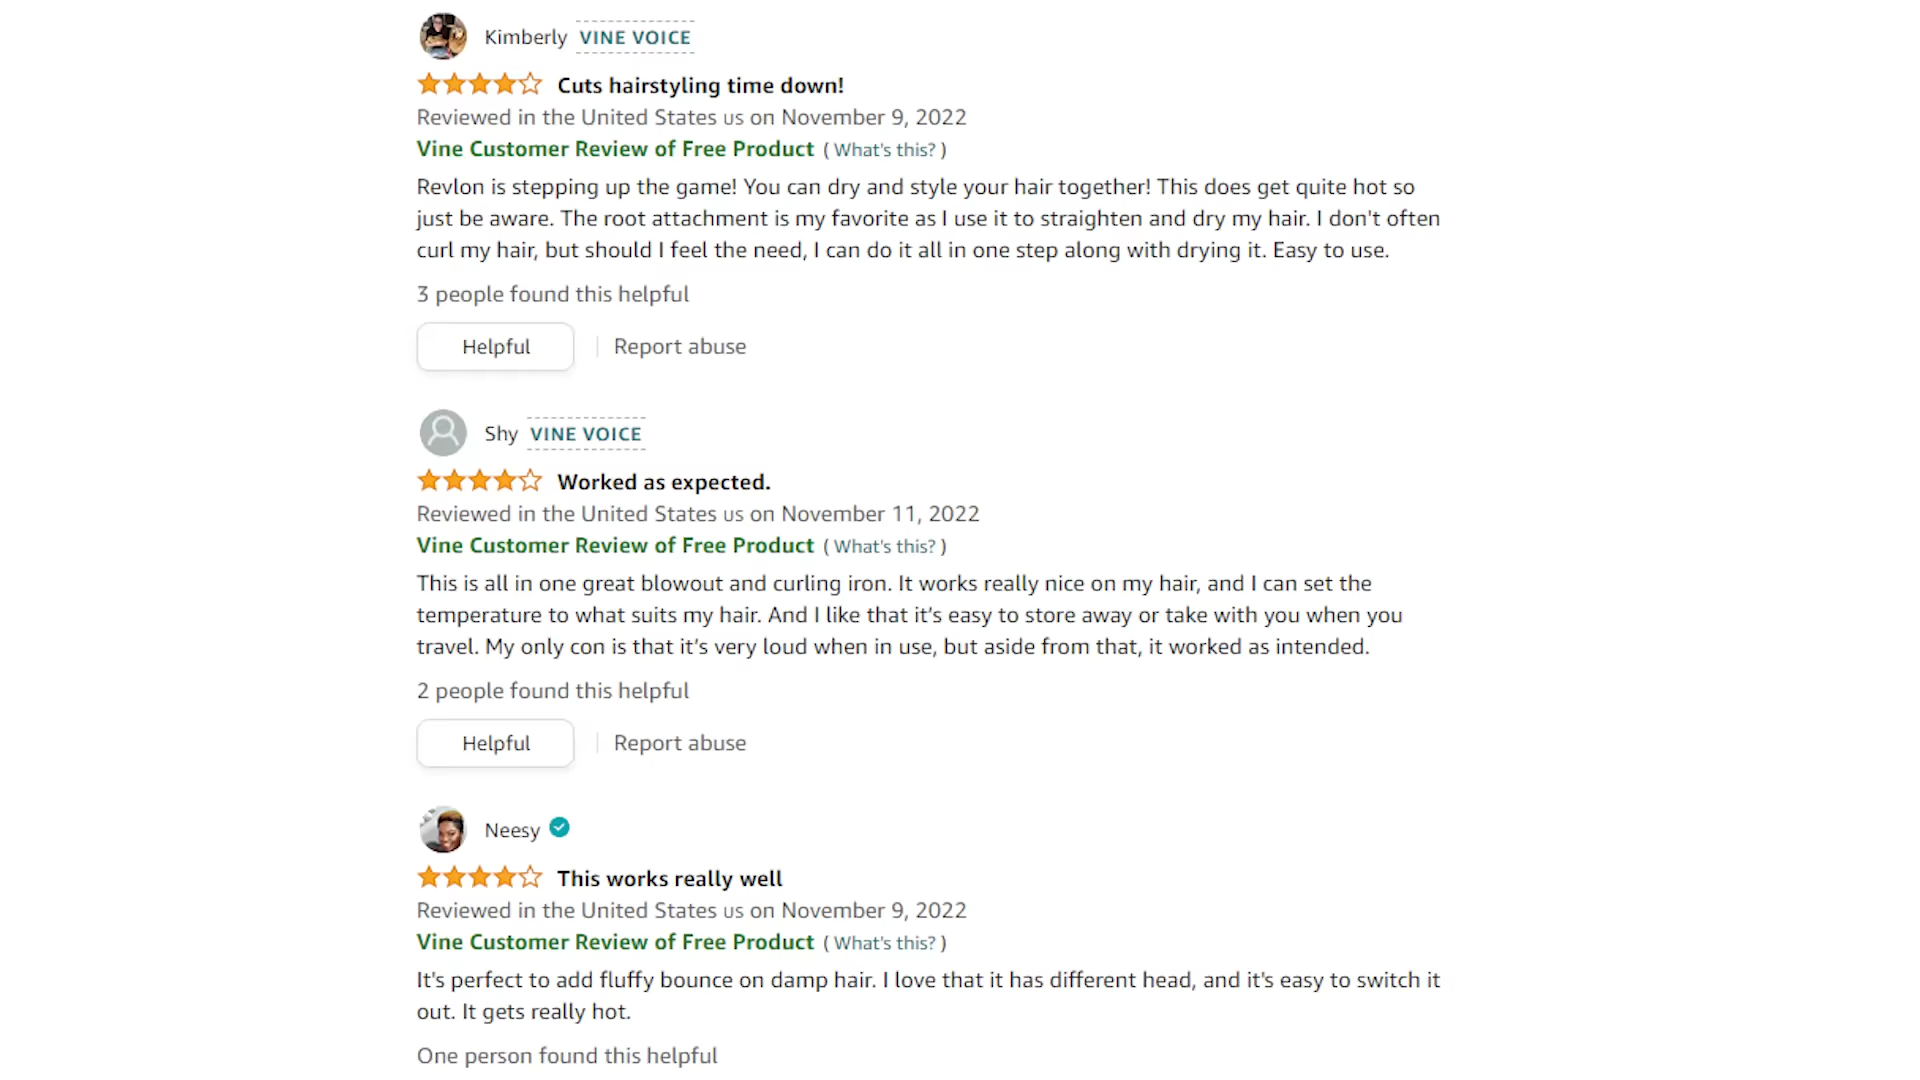 Kimberly VINE VOICE
Cuts hairstyling time down!
Reviewed in the United States us on November 9, 2022
Vine Customer Review of Free Product ( What's this? )
Revlon is stepping up the game! You can dry and style your hair together! This does get quite hot so
just be aware. The root attachment is my favorite as I use it to straighten and dry my hair. I don't often
curl my hair, but should I feel the need, I can do it all in one step along with drying it. Easy to use.
3 people found this helpful
Helpful Report abuse
Shy VINE VOICE
Worked as expected.
Reviewed in the United States us on November 11, 2022
Vine Customer Review of Free Product ( What's this? )
This is all in one great blowout and curling iron. It works really nice on my hair, and I can set the
temperature to what suits my hair. And I like that it’s easy to store away or take with you when you
travel. My only con is that it’s very loud when in use, but aside from that, it worked as intended.
2 people found this helpful
Helpful Report abuse
Neesy
This works really well
Reviewed in the United States us on November 9, 2022
Vine Customer Review of Free Product ( What's this? )
It's perfect to add fluffy bounce on damp hair. I love that it has different head, and it's easy to switch it
out. It gets really hot.
One person found this helpful